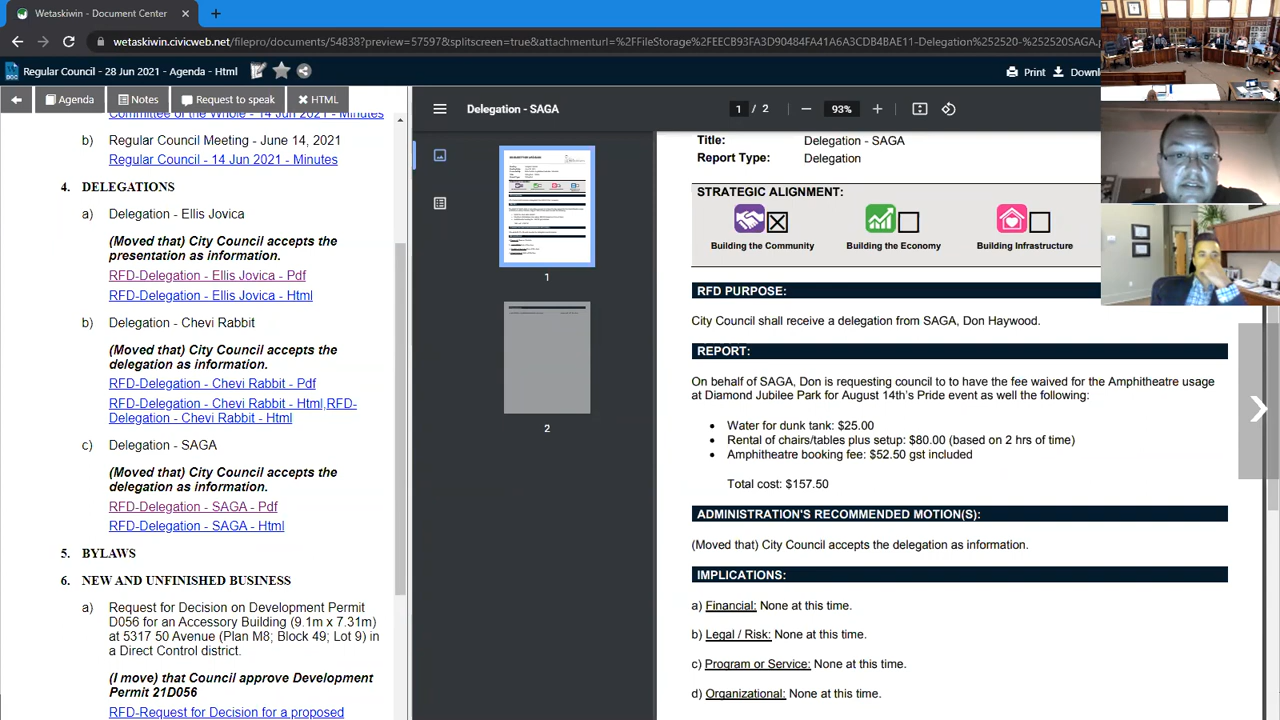 Wetaskiwin - Document Center
wetaskiwin.civicweb.net/filepro/documents/54838?preview=57597&splitscreen=true&attachmenturl=%2FFileStorage%2FEECB93FA3D90484FA41A6A3CDB4BAE11-Delegation%252520-%252520SAGA.p
Regular Council - 28 Jun 2021 - Agenda - Html
Print
Downl
Agenda
Notes
Request to speak
HTML
Delegation - SAGA
1 / 2
93%
Committee of the Whole - 14 Jun 2021 - Minutes
b) Regular Council Meeting - June 14, 2021
Regular Council - 14 Jun 2021 - Minutes
4. DELEGATIONS
a) Delegation - Ellis Jovica
(Moved that) City Council accepts the
presentation as information.
RFD-Delegation - Ellis Jovica - Pdf
RFD-Delegation - Ellis Jovica - Html
b) Delegation - Chevi Rabbit
(Moved that) City Council accepts the
delegation as information.
RFD-Delegation - Chevi Rabbit - Pdf
RFD-Delegation - Chevi Rabbit - Html,RFD-
Delegation - Chevi Rabbit - Html
c) Delegation - SAGA
(Moved that) City Council accepts the
delegation as information.
RFD-Delegation - SAGA - Pdf
RFD-Delegation - SAGA - Html
5. BYLAWS
6. NEW AND UNFINISHED BUSINESS
a) Request for Decision on Development Permit
D056 for an Accessory Building (9.1m x 7.31m)
at 5317 50 Avenue (Plan M8; Block 49; Lot 9) in
a Direct Control district.
(I move) that Council approve Development
Permit 21D056
RFD-Request for Decision for a proposed
1
2
Title: Delegation - SAGA
Report Type: Delegation
STRATEGIC ALIGNMENT:
Building the Community
Building the Economy
Building Infrastructure
RFD PURPOSE:
City Council shall receive a delegation from SAGA, Don Haywood.
REPORT:
On behalf of SAGA, Don is requesting council to to have the fee waived for the Amphitheatre usage
at Diamond Jubilee Park for August 14th's Pride event as well the following:
• Water for dunk tank: $25.00
• Rental of chairs/tables plus setup: $80.00 (based on 2 hrs of time)
• Amphitheatre booking fee: $52.50 gst included
Total cost: $157.50
ADMINISTRATION'S RECOMMENDED MOTION(S):
(Moved that) City Council accepts the delegation as information.
IMPLICATIONS:
a) Financial: None at this time.
b) Legal / Risk: None at this time.
c) Program or Service: None at this time.
d) Organizational: None at this time.